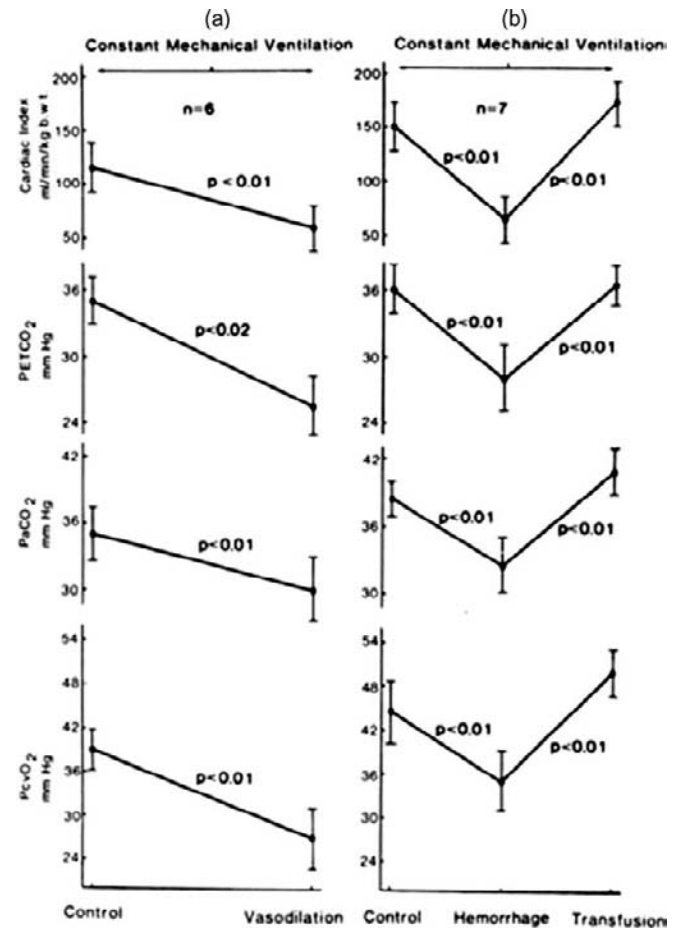 (a) (b)
Constant Mechanical Ventilation Constant Mechanical Ventilation
Cardiac Index
ml/min/kg b.w.t.
200
150
100
50
n=6
p <0.01
200
150
100
50
n=7
p<0.01
p<0.01
PETCO2
mm Hg
36
30
24
p<0.02
36
30
24
p<0.01
p<0.01
PaCO2
mm Hg
42
36
30
p<0.01
42
36
30
p<0.01
p<0.01
PcvO2
mm Hg
54
48
42
36
30
24
p<0.01
54
48
42
36
30
24
p<0.01
p<0.01
Control Vasodilation Control Hemorrhage Transfusion